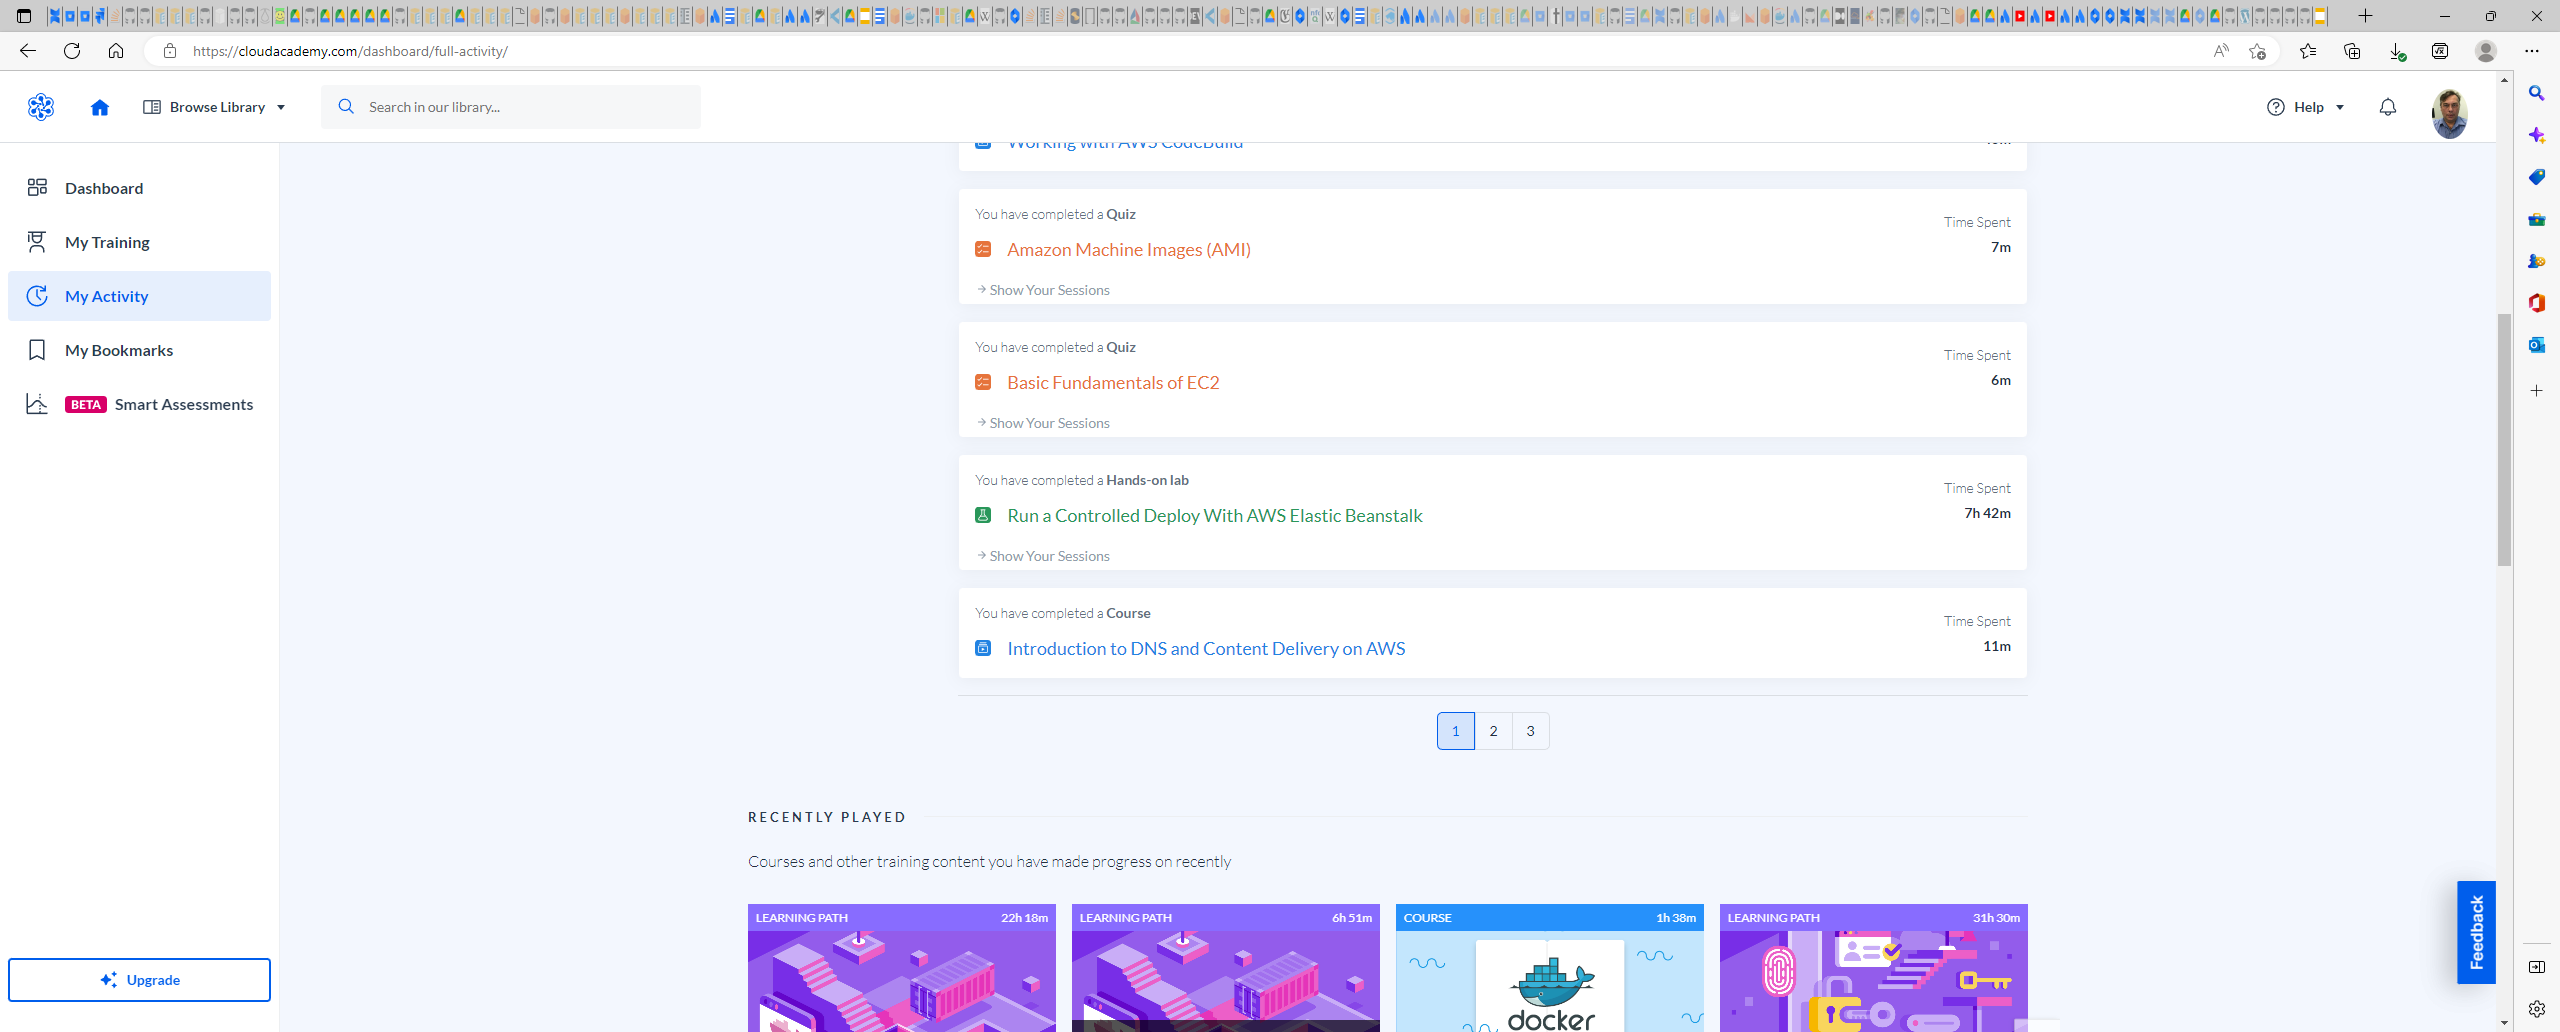 https://cloudacademy.com/dashboard/full-activity/
Browse Library
Search in our library...
Help
Dashboard
My Training
My Activity
My Bookmarks
BETA Smart Assessments
Upgrade
Working with AWS CodeBuild
You have completed a Quiz
Time Spent
Amazon Machine Images (AMI)
7m
Show Your Sessions
You have completed a Quiz
Time Spent
Basic Fundamentals of EC2
6m
Show Your Sessions
You have completed a Hands-on lab
Time Spent
Run a Controlled Deploy With AWS Elastic Beanstalk
7h 42m
Show Your Sessions
You have completed a Course
Time Spent
Introduction to DNS and Content Delivery on AWS
11m
1 2 3
RECENTLY PLAYED
Courses and other training content you have made progress on recently
LEARNING PATH 22h 18m
LEARNING PATH 6h 51m
COURSE 1h 38m
LEARNING PATH 31h 30m
docker
Feedback